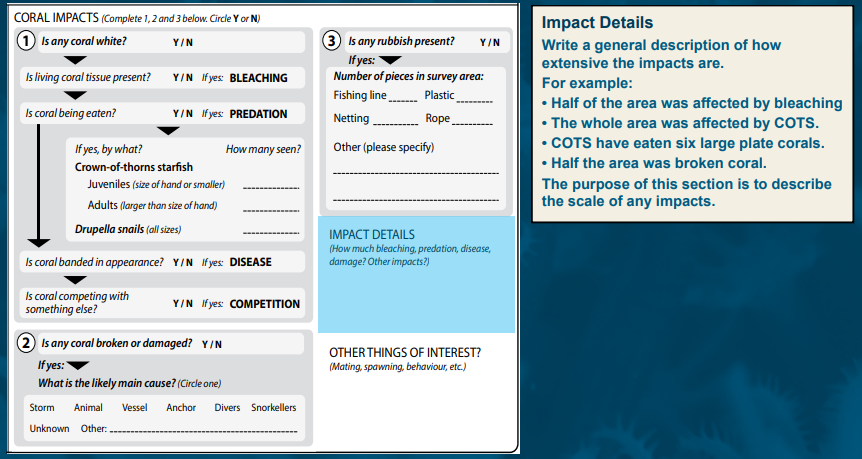 CORAL IMPACTS (Complete 1, 2 and 3 below. Circle Y or N)
1 Is any coral white? Y / N
Is living coral tissue present? Y / N If yes: BLEACHING
Is coral being eaten? Y / N If yes: PREDATION
If yes, by what? How many seen?
Crown-of-thorns starfish
Juveniles (size of hand or smaller)
Adults (larger than size of hand)
Drupella snails (all sizes)
Is coral banded in appearance? Y / N If yes: DISEASE
Is coral competing with
something else? Y / N If yes: COMPETITION
2 Is any coral broken or damaged? Y / N
If yes:
What is the likely main cause? (Circle one)
Storm Animal Vessel Anchor Divers Snorkellers
Unknown Other:
3 Is any rubbish present? Y / N
If yes:
Number of pieces in survey area:
Fishing line Plastic
Netting Rope
Other (please specify)
IMPACT DETAILS
(How much bleaching, predation, disease,
damage? Other impacts?)
OTHER THINGS OF INTEREST?
(Mating, spawning, behaviour, etc.)
Impact Details
Write a general description of how
extensive the impacts are.
For example:
• Half of the area was affected by bleaching
• The whole area was affected by COTS.
• COTS have eaten six large plate corals.
• Half the area was broken coral.
The purpose of this section is to describe
the scale of any impacts.